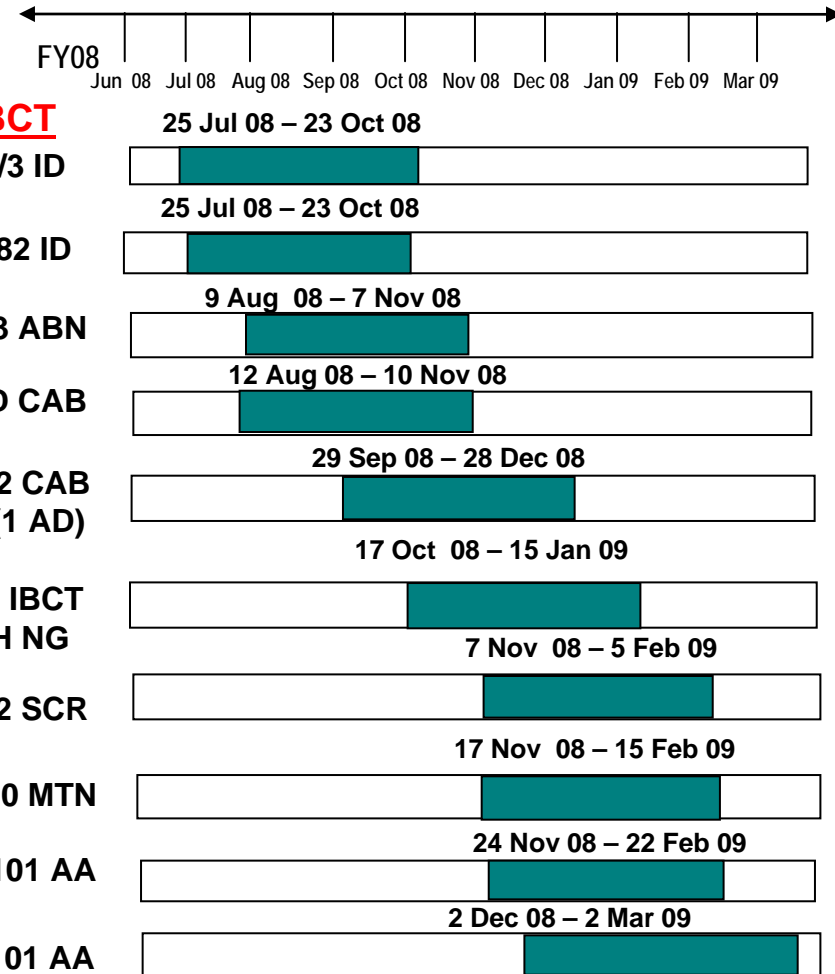 FY08
Jun 08 Jul 08 Aug 08 Sep 08 Oct 08 Nov 08 Dec 08 Jan 09 Feb 09 Mar 09
BCT
25 Jul 08 – 23 Oct 08
/3 ID
25 Jul 08 – 23 Oct 08
82 ID
9 Aug 08 – 7 Nov 08
3 ABN
12 Aug 08 – 10 Nov 08
CAB
29 Sep 08 – 28 Dec 08
2 CAB
(1 AD)
17 Oct 08 – 15 Jan 09
IBCT
H NG
7 Nov 08 – 5 Feb 09
2 SCR
17 Nov 08 – 15 Feb 09
0 MTN
24 Nov 08 – 22 Feb 09
101 AA
2 Dec 08 – 2 Mar 09
01 AA